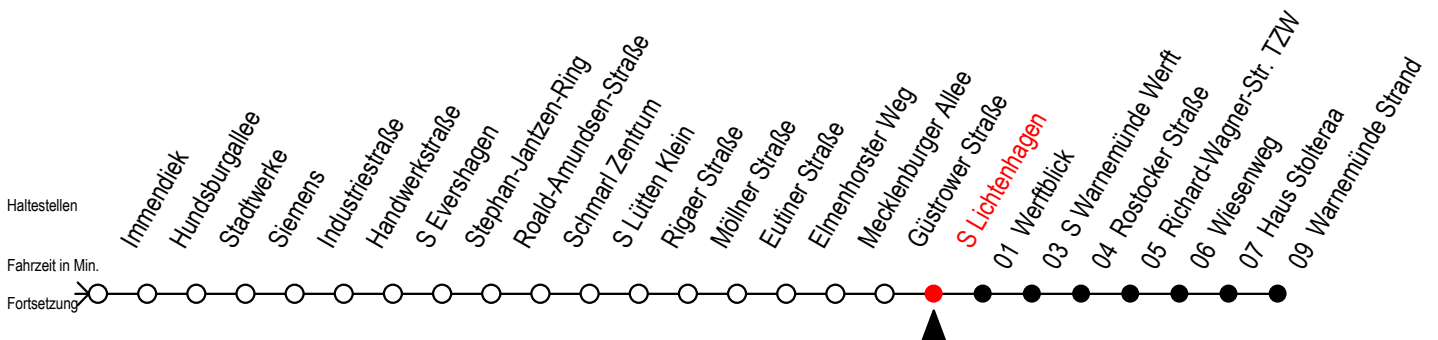 Haltestellen
Immendiek
Hundsburgallee
Stadtwerke
Siemens
Industriestraße
Handwerkstraße
S Evershagen
Stephan-Jantzen-Ring
Roald-Amundsen-Straße
Schmarl Zentrum
S Lütten Klein
Rigaer Straße
Möllner Straße
Eutiner Straße
Elmenhorster Weg
Mecklenburger Allee
Güstrower Straße
S Lichtenhagen
01 Werftblick
03 S Warnemünde Werft
04 Rostocker Straße
05 Richard-Wagner-Str. TZW
06 Wiesenweg
07 Haus Stolteraa
09 Warnemünde Strand
Fahrzeit in Min.
Fortsetzung